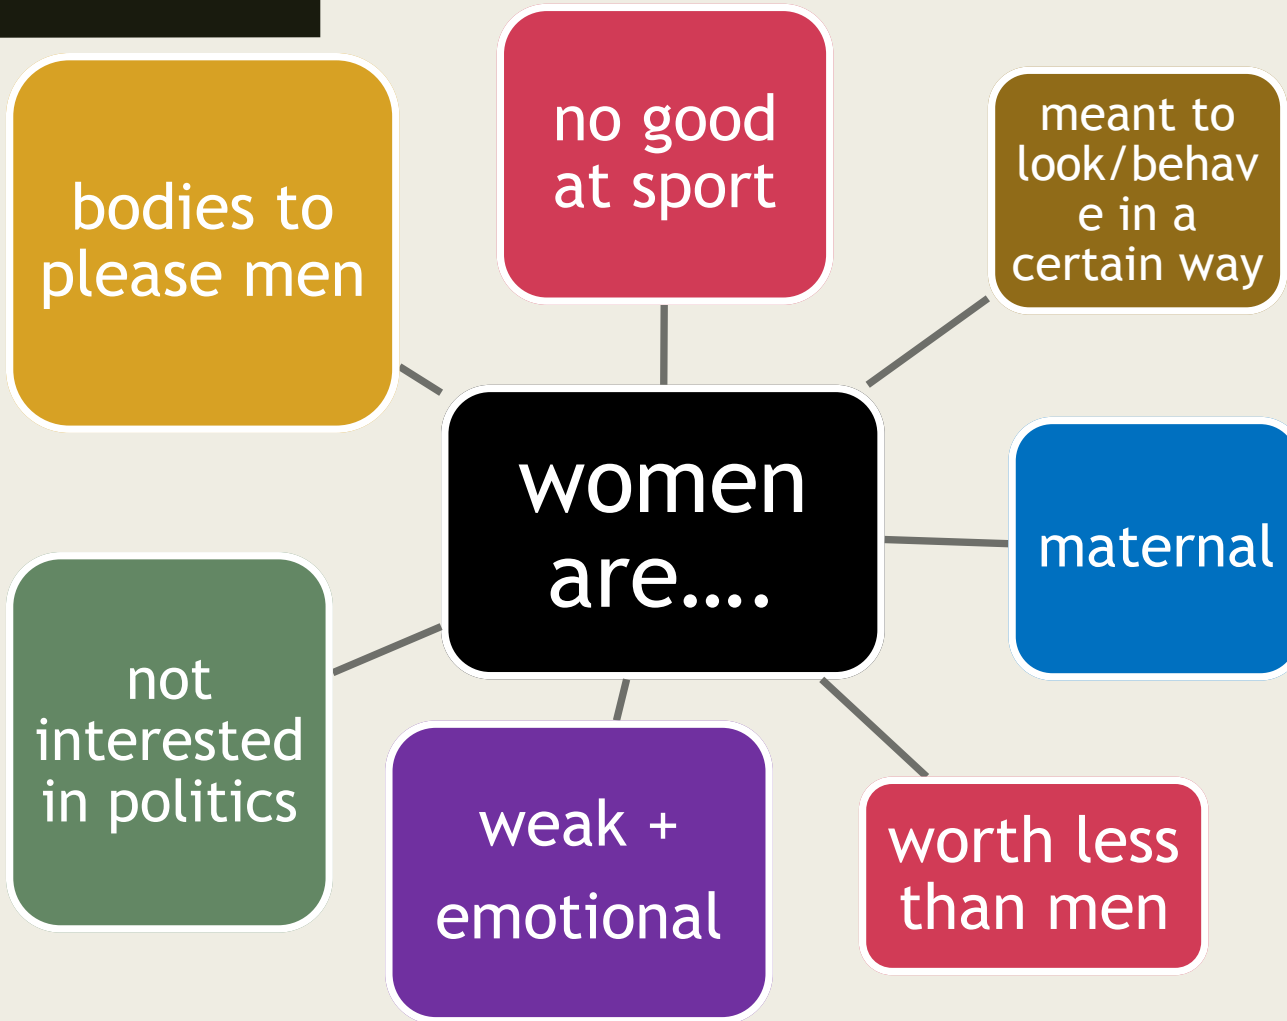 bodies to
please men
no good
at sport
meant to
look/behav
e in a
certain way
women
are....
maternal
not
interested
in politics
weak +
emotional
worth less
than men